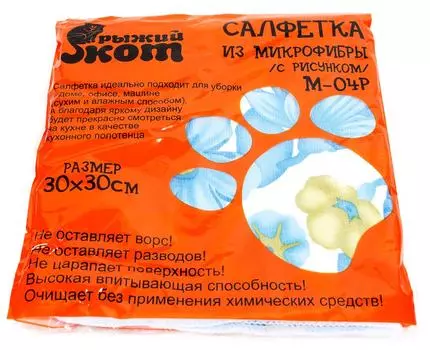 Рыжий
кот
САЛФЕТКА
ИЗ МИКРОФИБРЫ
/С РИСУНКОМ/
М-04Р
Салфетка идеально подходит для уборки
в доме, офисе, машине
(сухим и влажным способом).
А благодаря яркому дизайну
будет прекрасно смотреться
на кухне в качестве
кухонного полотенца
РАЗМЕР
30×30СМ
Не оставляет ворс!
Не оставляет разводов!
Не царапает поверхность!
Высокая впитывающая способность!
Очищает без применения химических средств!